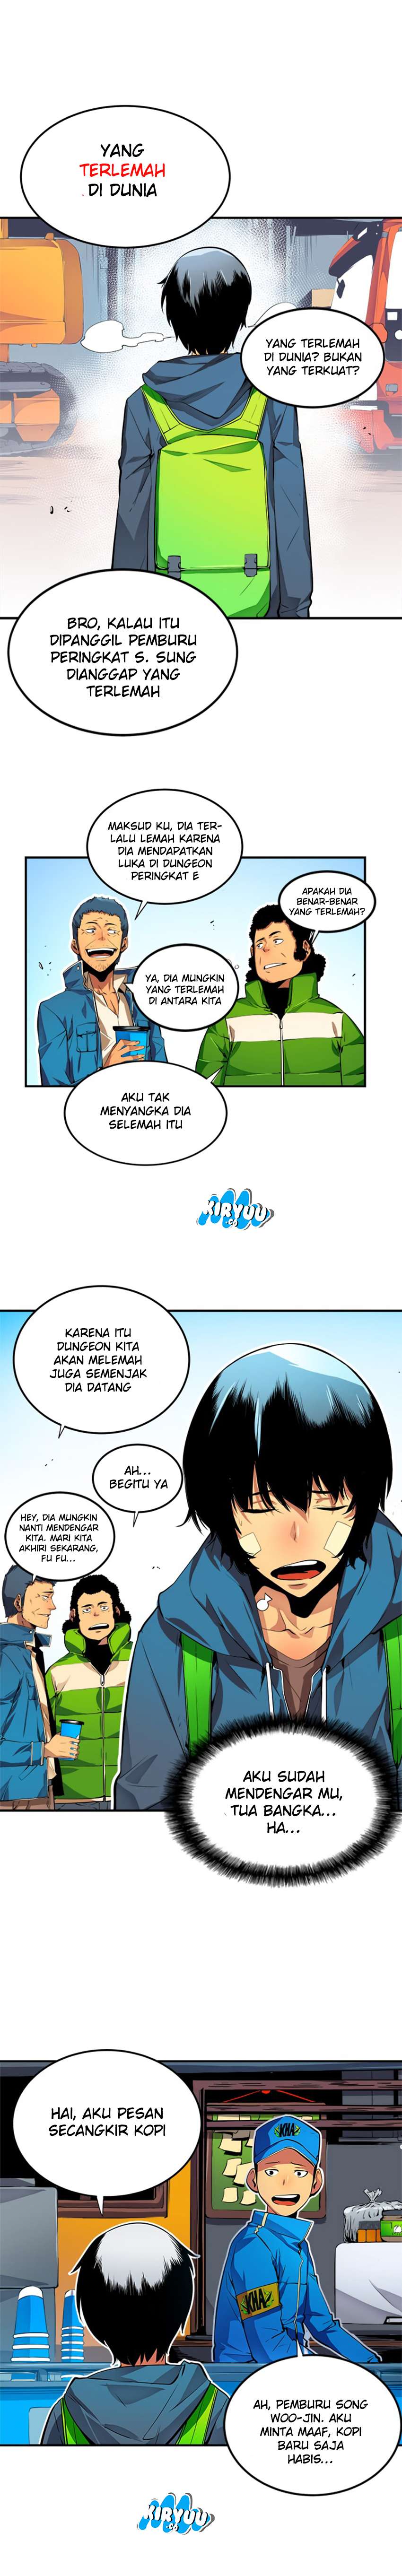 YANG
TERLEMAH
DI DUNIA
YANG TERLEMAH
DI DUNIA? BUKAN
YANG TERKUAT?
BRO, KALAU ITU
DIPANGGIL PEMBURU
PERINGKAT S. SUNG
DIANGGAP YANG
TERLEMAH
MAKSUD KU, DIA TER-
LALU LEMAH KARENA
DIA MENDAPATKAN
LUKA DI DUNGEON
PERINGKAT E
APAKAH DIA
BENAR-BENAR
YANG TERLEMAH?
YA, DIA MUNGKIN
YANG TERLEMAH
DI ANTARA KITA
AKU TAK
MENYANGKA DIA
SELEMAH ITU
KIRYUU
.CO
KARENA ITU
DUNGEON KITA
AKAN MELEMAH
JUGA SEMENJAK
DIA DATANG
AH...
BEGITU YA
HEY, DIA MUNGKIN
NANTI MENDENGAR
KITA. MARI KITA
AKHIRI SEKARANG,
FU FU...
AKU SUDAH
MENDENGAR MU,
TUA BANGKA...
HA...
HAI, AKU PESAN
SECANGKIR KOPI
KHA
KHA
AH, PEMBURU SONG
WOO-JIN. AKU
MINTA MAAF, KOPI
BARU SAJA
HABIS...
KIRYUU
.CO